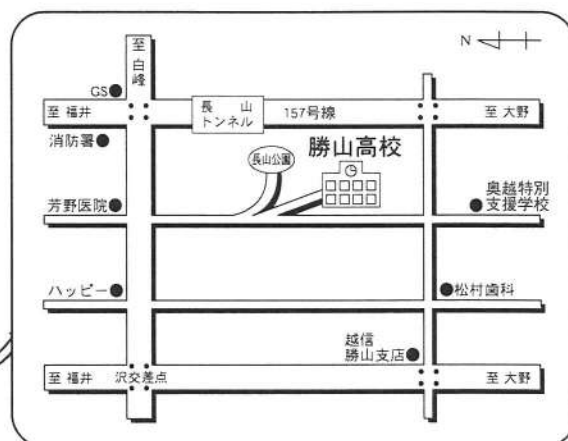 至白峰
N
GS
至 福井
長山
トンネル
157号線
至 大野
消防署
長山公園
勝山高校
芳野医院
奥越特別
支援学校
ハッピー
松村歯科
越信
勝山支店
至 福井
沢交差点
至 大野